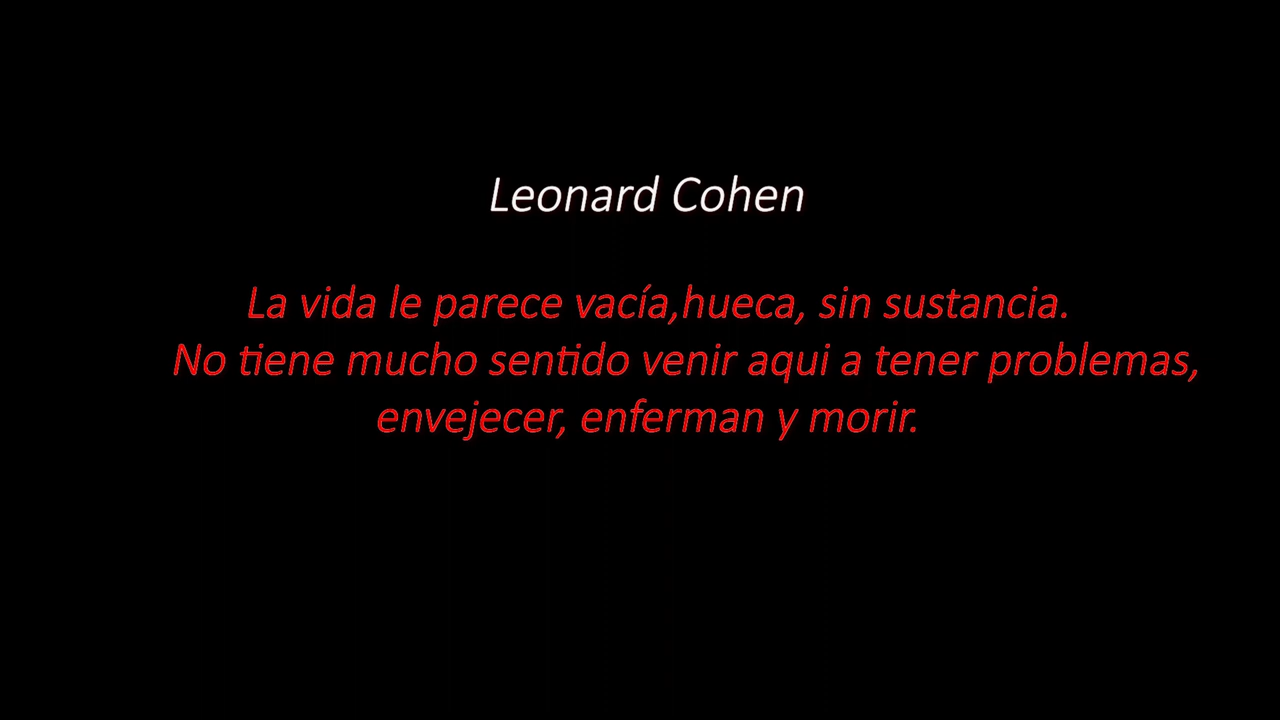 Leonard Cohen
La vida le parece vacía,hueca, sin sustancia.
No tiene mucho sentido venir aqui a tener problemas,
envejecer, enferman y morir.